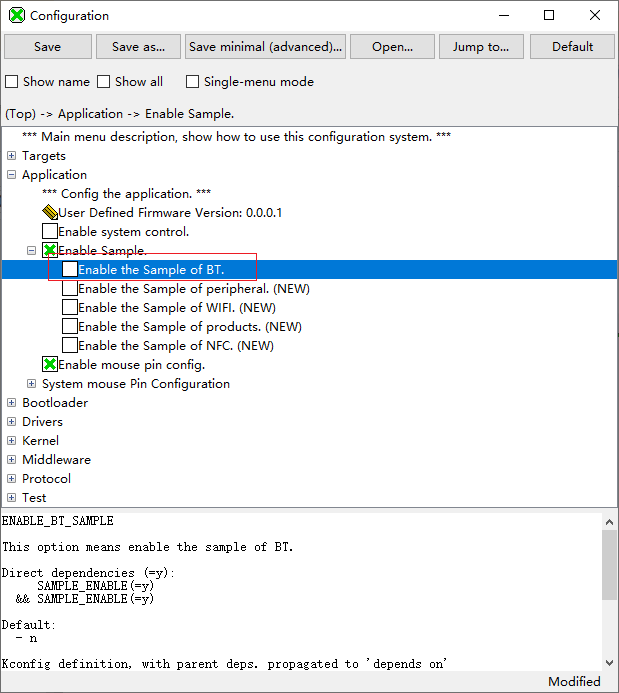 Configuration
Save Save as... Save minimal (advanced)... Open... Jump to... Default
Show name Show all Single-menu mode
(Top) -> Application -> Enable Sample.
*** Main menu description, show how to use this configuration system. ***
Targets
Application
*** Config the application. ***
User Defined Firmware Version: 0.0.0.1
Enable system control.
Enable Sample.
Enable the Sample of BT.
Enable the Sample of peripheral. (NEW)
Enable the Sample of WIFI. (NEW)
Enable the Sample of products. (NEW)
Enable the Sample of NFC. (NEW)
Enable mouse pin config.
System mouse Pin Configuration
Bootloader
Drivers
Kernel
Middleware
Protocol
Test
ENABLE_BT_SAMPLE
This option means enable the sample of BT.
Direct dependencies (=y):
SAMPLE_ENABLE(=y)
&& SAMPLE_ENABLE(=y)
Default:
- n
Kconfig definition, with parent deps. propagated to 'depends on'
Modified